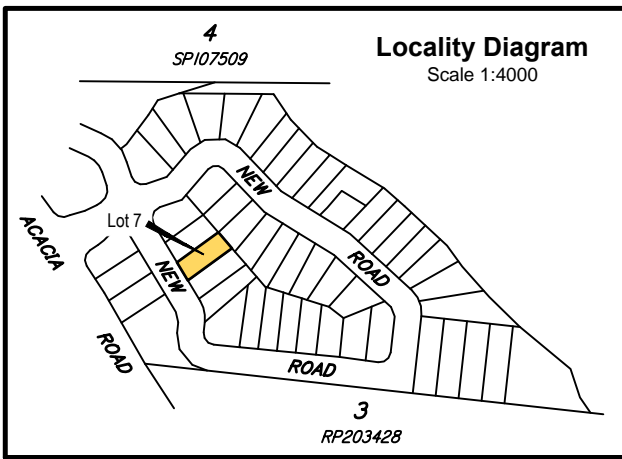 4
SP107509
Locality Diagram
Scale 1:4000
NEW
ROAD
Lot 7
ACACIA
ROAD
NEW
ROAD
3
RP203428